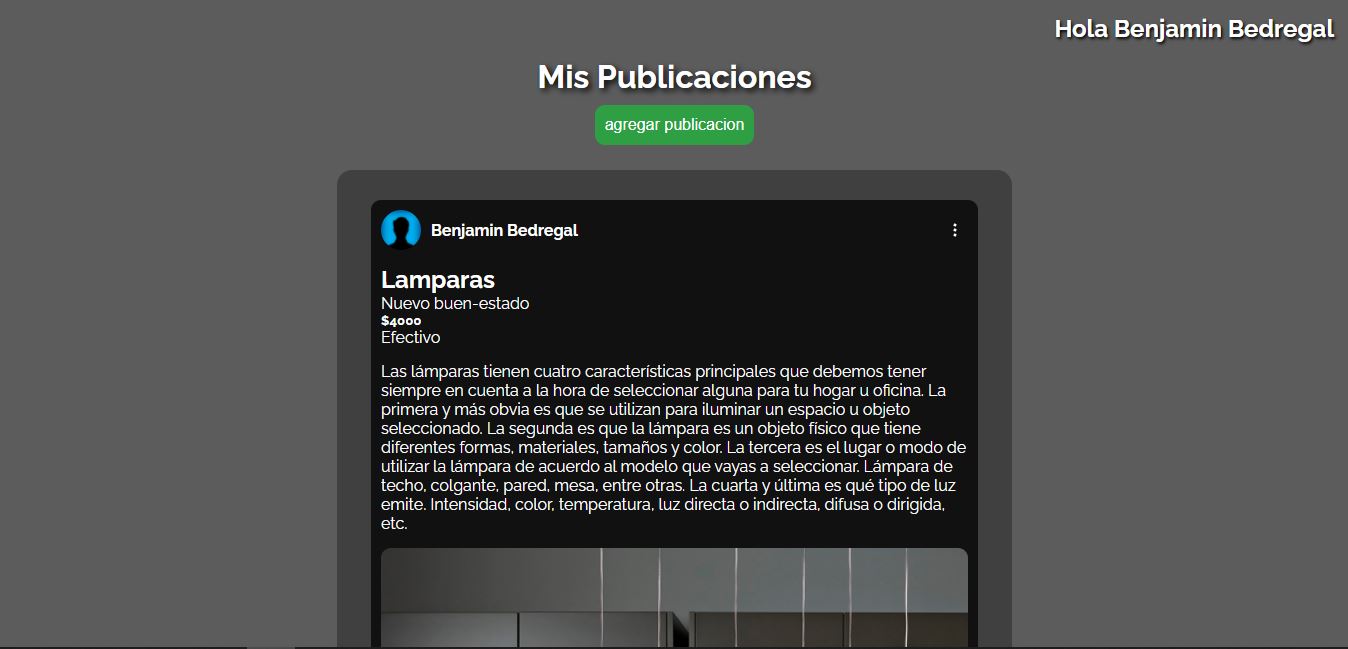 Hola Benjamin Bedregal
Mis Publicaciones
agregar publicacion
Benjamin Bedregal
Lamparas
Nuevo buen-estado
$4000
Efectivo
Las lámparas tienen cuatro características principales que debemos tener
siempre en cuenta a la hora de seleccionar alguna para tu hogar u oficina. La
primera y más obvia es que se utilizan para iluminar un espacio u objeto
seleccionado. La segunda es que la lámpara es un objeto físico que tiene
diferentes formas, materiales, tamaños y color. La tercera es el lugar o modo de
utilizar la lámpara de acuerdo al modelo que vayas a seleccionar. Lámpara de
techo, colgante, pared, mesa, entre otras. La cuarta y última es qué tipo de luz
emite. Intensidad, color, temperatura, luz directa o indirecta, difusa o dirigida,
etc.